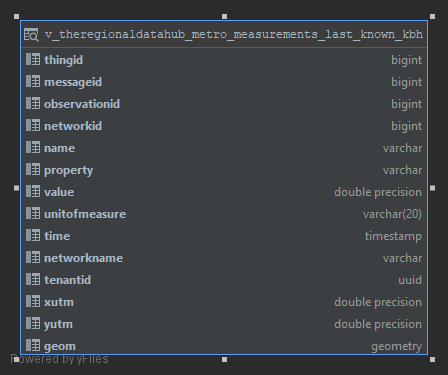 v_theregionaldatahub_metro_measurements_last_known_kbh
thingid bigint
messageid bigint
observationid bigint
networkid bigint
name varchar
property varchar
value double precision
unitofmeasure varchar(20)
time timestamp
networkname varchar
tenantid uuid
xutm double precision
yutm double precision
geom geometry
Powered by yFiles